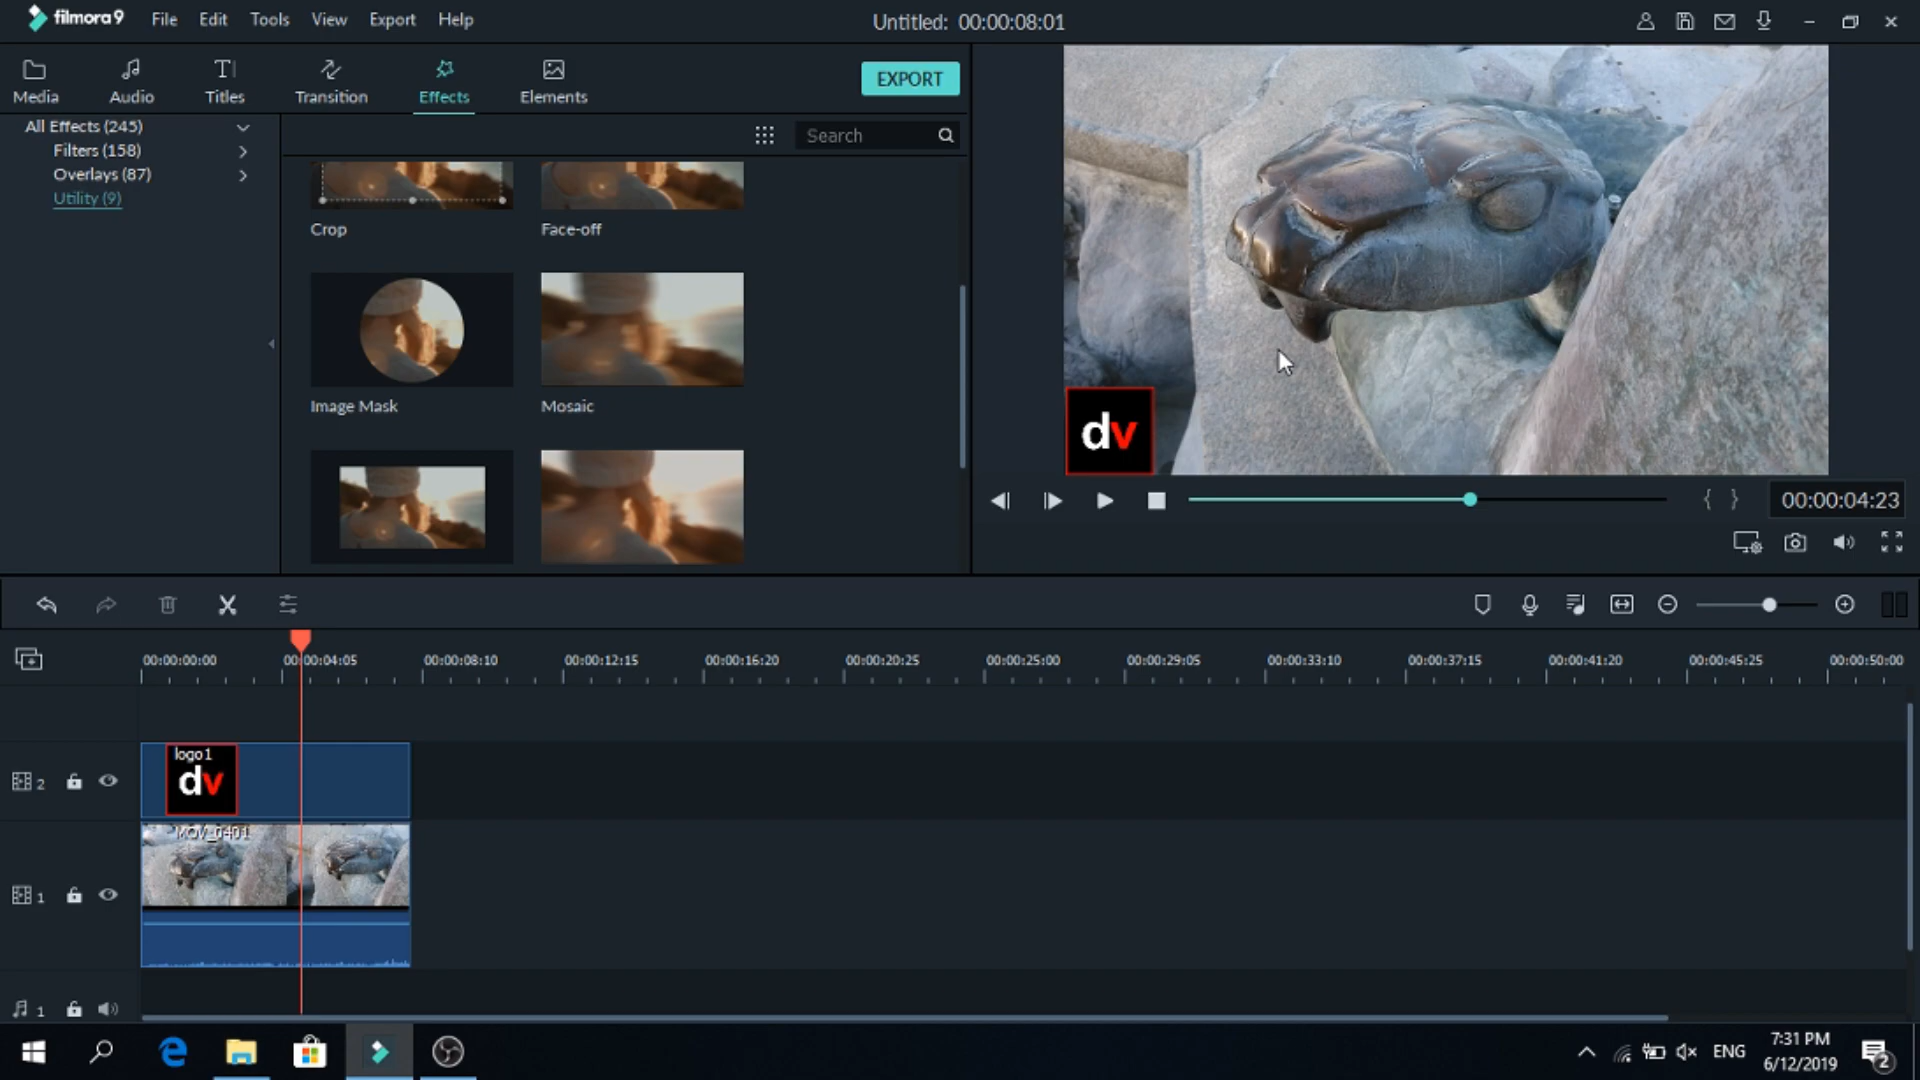 filmora9
File
Edit
Tools
View
Export
Help
Untitled: 00:00:08:01
Media
Audio
Titles
Transition
Effects
Elements
EXPORT
All Effects (245)
Filters (158)
Overlays (87)
Utility (9)
Search
Crop
Face-off
Image Mask
Mosaic
dv
00:00:04:23
00:00:00:00
00:00:04:05
00:00:08:10
00:00:12:15
00:00:16:20
00:00:20:25
00:00:25:00
00:00:29:05
00:00:33:10
00:00:37:15
00:00:41:20
00:00:45:25
00:00:50:00
2
logo1
dv
1
MOV_0401
1
ENG
7:31 PM
6/12/2019
2